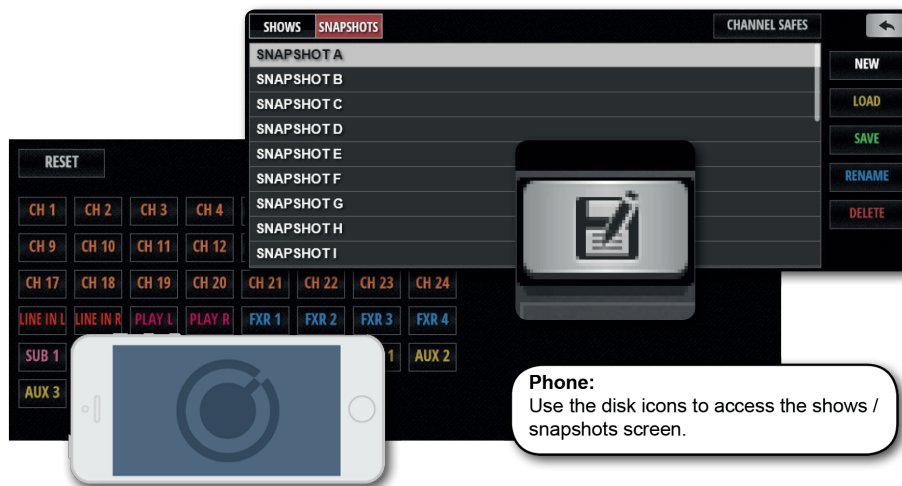 SHOWS SNAPSHOTS CHANNEL SAFES
SNAPSHOT A
SNAPSHOT B
SNAPSHOT C
SNAPSHOT D
SNAPSHOT E
SNAPSHOT F
SNAPSHOT G
SNAPSHOT H
SNAPSHOT I
NEW
LOAD
SAVE
RENAME
DELETE
RESET
CH 1 CH 2 CH 3 CH 4
CH 9 CH 10 CH 11 CH 12
CH 17 CH 18 CH 19 CH 20 CH 21 CH 22 CH 23 CH 24
LINE IN L LINE IN R PLAY L PLAY R FXR 1 FXR 2 FXR 3 FXR 4
SUB 1 1 AUX 2
AUX 3
Phone:
Use the disk icons to access the shows /
snapshots screen.